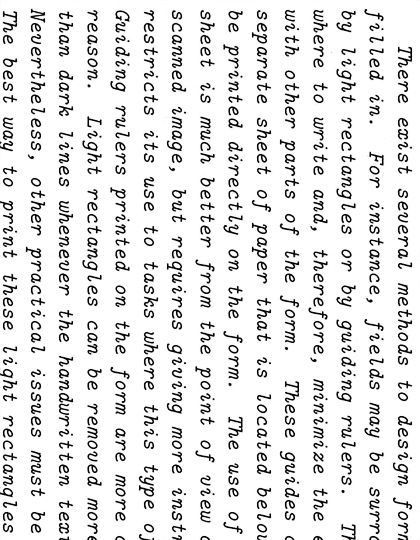 There exist several methods to design form
filled in. For instance, fields may be surro
by light rectangles or by guiding rulers. Th
where to write and, therefore, minimize the e
with other parts of the form. These guides c
separate sheet of paper that is located below
be printed directly on the form. The use of
sheet is much better from the point of view o
scanned image, but requires giving more instr
restricts its use to tasks where this type of
Guiding rulers printed on the form are more c
reason. Light rectangles can be removed more
than dark lines whenever the handwritten text
Nevertheless, other practical issues must be
The best way to print these light rectangles